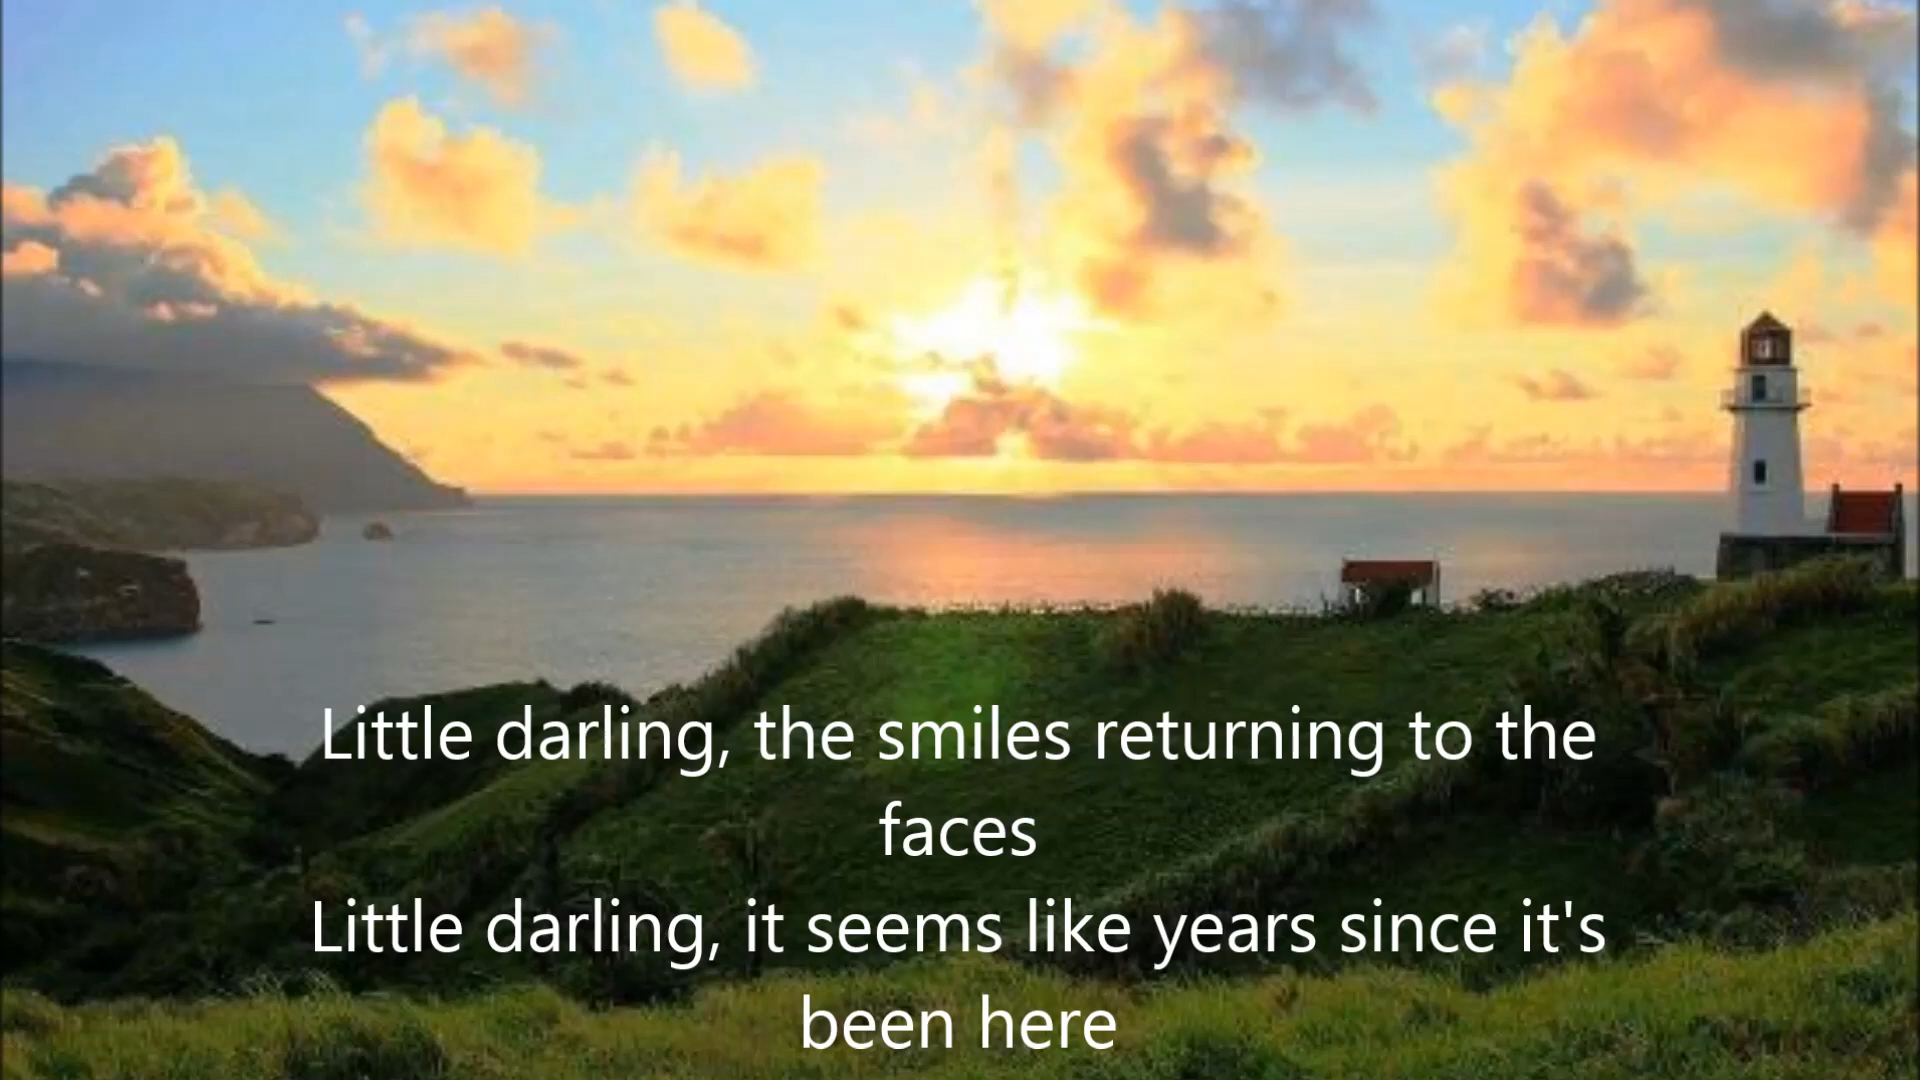 Little darling, the smiles returning to the
faces
Little darling, it seems like years since it's
been here